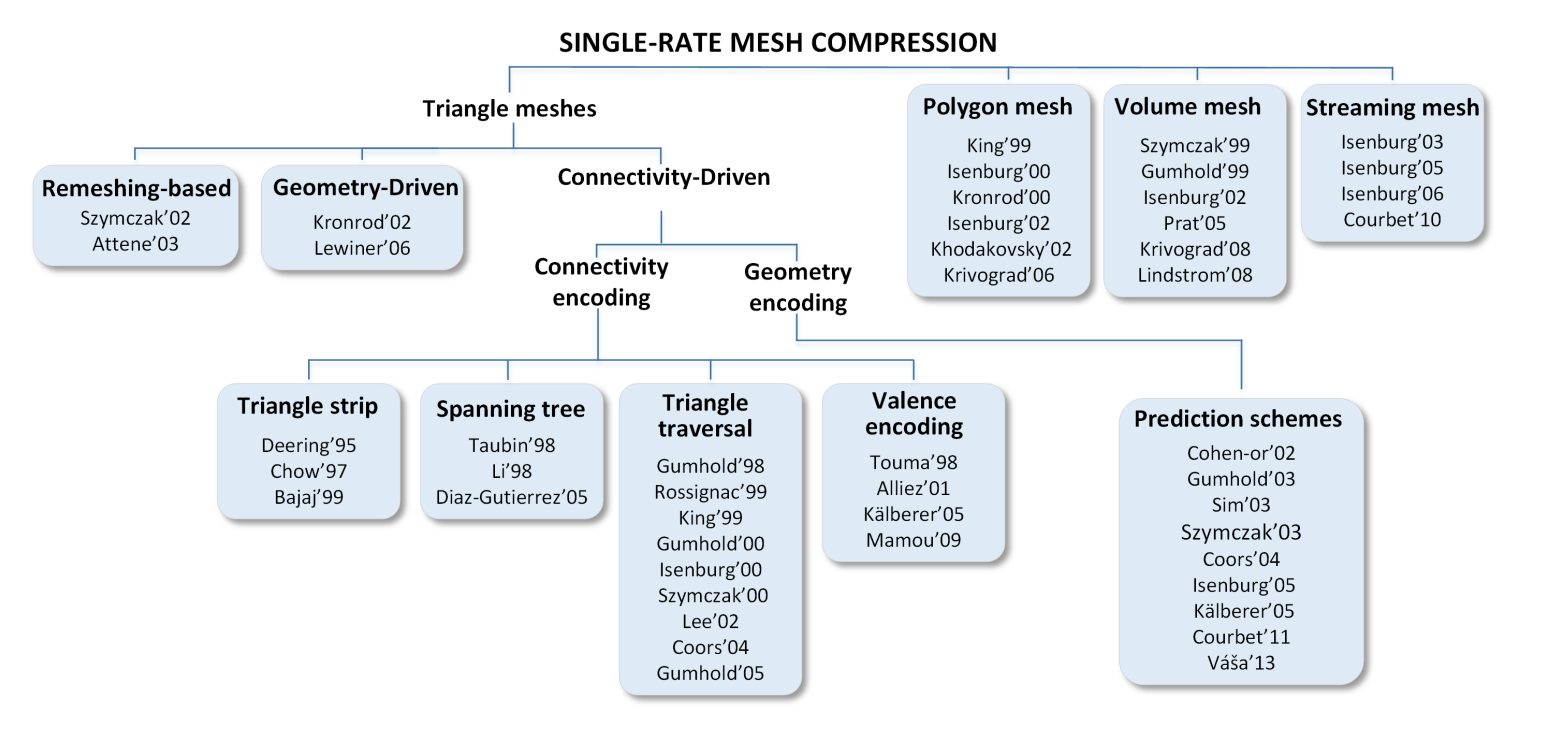 SINGLE-RATE MESH COMPRESSION
Triangle meshes
Remeshing-based
Szymczak’02
Attene’03
Geometry-Driven
Kronrod’02
Lewiner’06
Connectivity-Driven
Connectivity
encoding
Geometry
encoding
Triangle strip
Deering’95
Chow’97
Bajaj’99
Spanning tree
Taubin’98
Li’98
Diaz-Gutierrez’05
Triangle
traversal
Gumhold’98
Rossignac’99
King’99
Gumhold’00
Isenburg’00
Szymczak’00
Lee’02
Coors’04
Gumhold’05
Valence
encoding
Touma’98
Alliez’01
Kälberer’05
Mamou’09
Prediction schemes
Cohen-or’02
Gumhold’03
Sim’03
Szymczak’03
Coors’04
Isenburg’05
Kälberer’05
Courbet’11
Váša’13
Polygon mesh
King’99
Isenburg’00
Kronrod’00
Isenburg’02
Khodakovsky’02
Krivograd’06
Volume mesh
Szymczak’99
Gumhold’99
Isenburg’02
Prat’05
Krivograd’08
Lindstrom’08
Streaming mesh
Isenburg’03
Isenburg’05
Isenburg’06
Courbet’10